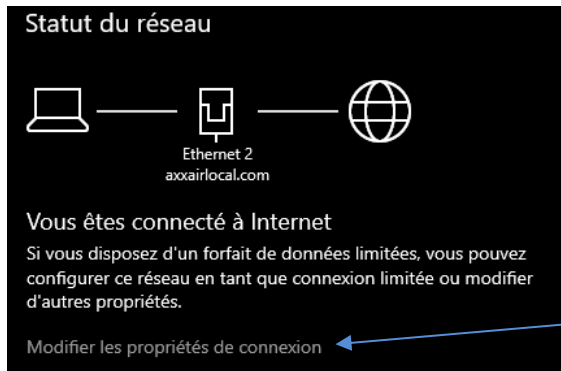 Statut du réseau
Ethernet 2
axxairlocal.com
Vous êtes connecté à Internet
Si vous disposez d'un forfait de données limitées, vous pouvez
configurer ce réseau en tant que connexion limitée ou modifier
d'autres propriétés.
Modifier les propriétés de connexion